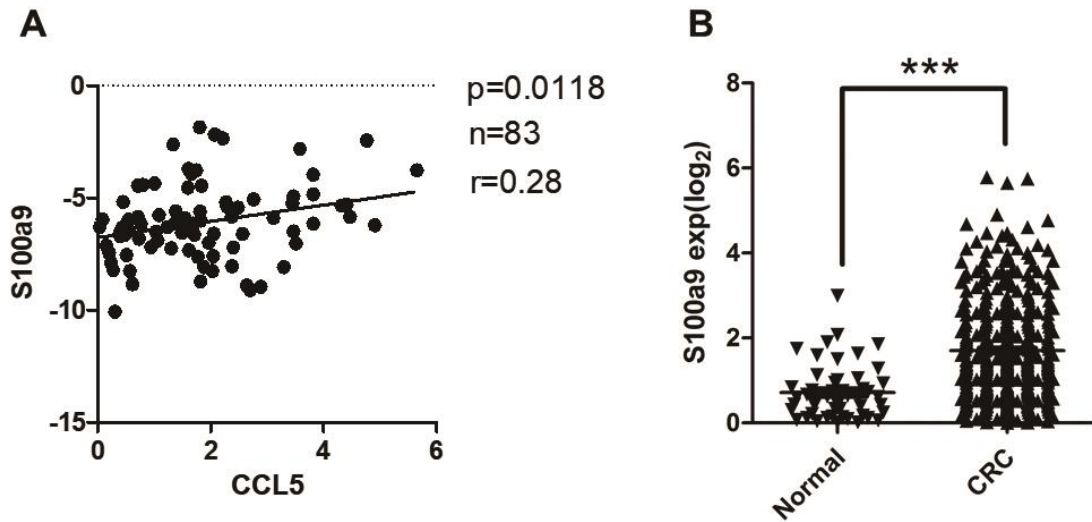 A
B
0
-5
-10
-15
S100a9
0
2
4
6
CCL5
p=0.0118
n=83
r=0.28
***
8
6
4
2
0
S100a9 exp(log₂)
Normal
CRC